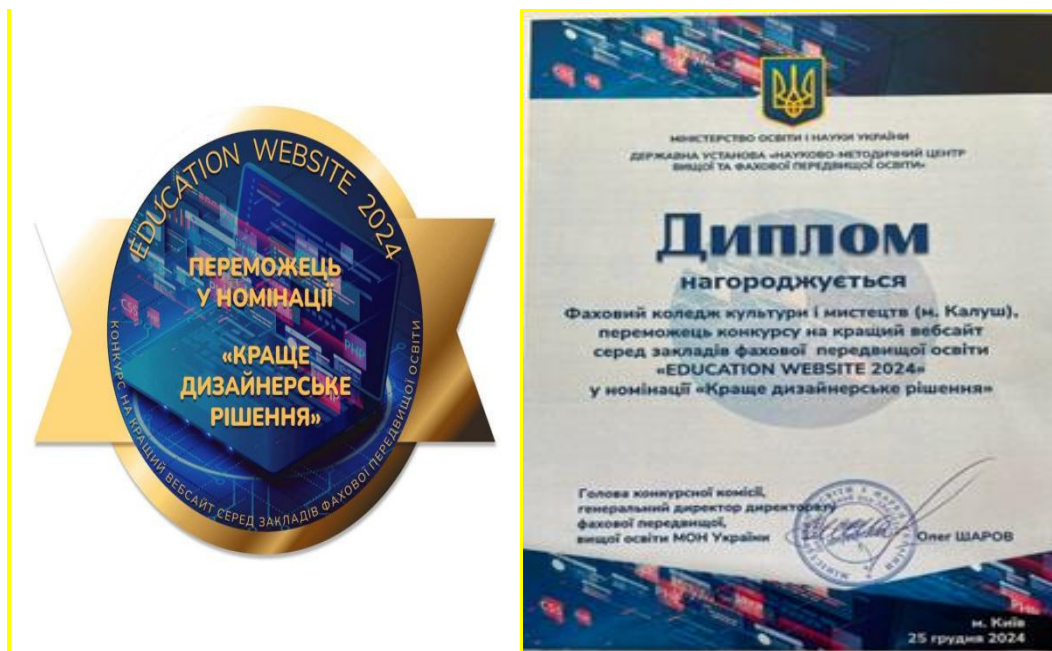 EDUCATION WEBSITE 2024
ПЕРЕМОЖЕЦЬ
У НОМІНАЦІЇ
«КРАЩЕ
ДИЗАЙНЕРСЬКЕ
РІШЕННЯ»
КОНКУРС НА КРАЩИЙ ВЕБСАЙТ СЕРЕД ЗАКЛАДІВ ФАХОВОЇ ПЕРЕДВИЩОЇ ОСВІТИ
CSS
PHP
МІНІСТЕРСТВО ОСВІТИ І НАУКИ УКРАЇНИ
ДЕРЖАВНА УСТАНОВА «НАУКОВО-МЕТОДИЧНИЙ ЦЕНТР
ВИЩОЇ ТА ФАХОВОЇ ПЕРЕДВИЩОЇ ОСВІТИ»
Диплом
нагороджується
Фаховий коледж культури і мистецтв (м. Калуш),
переможець конкурсу на кращий вебсайт
серед закладів фахової передвищої освіти
«EDUCATION WEBSITE 2024»
у номінації «Краще дизайнерське рішення»
Голова конкурсної комісії,
генеральний директор директорату
фахової передвищої,
вищої освіти МОН України
Олег ШАРОВ
м. Київ
25 грудня 2024